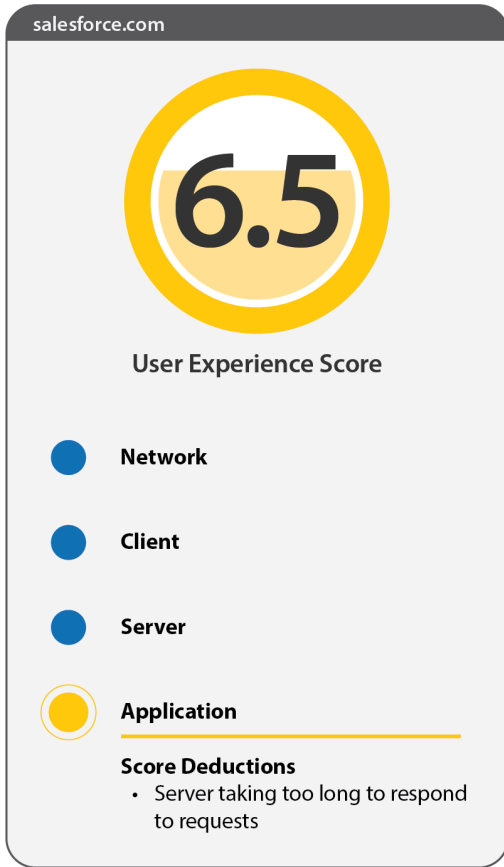 salesforce.com
6.5
User Experience Score
Network
Client
Server
Application
Score Deductions
• Server taking too long to respond
to requests